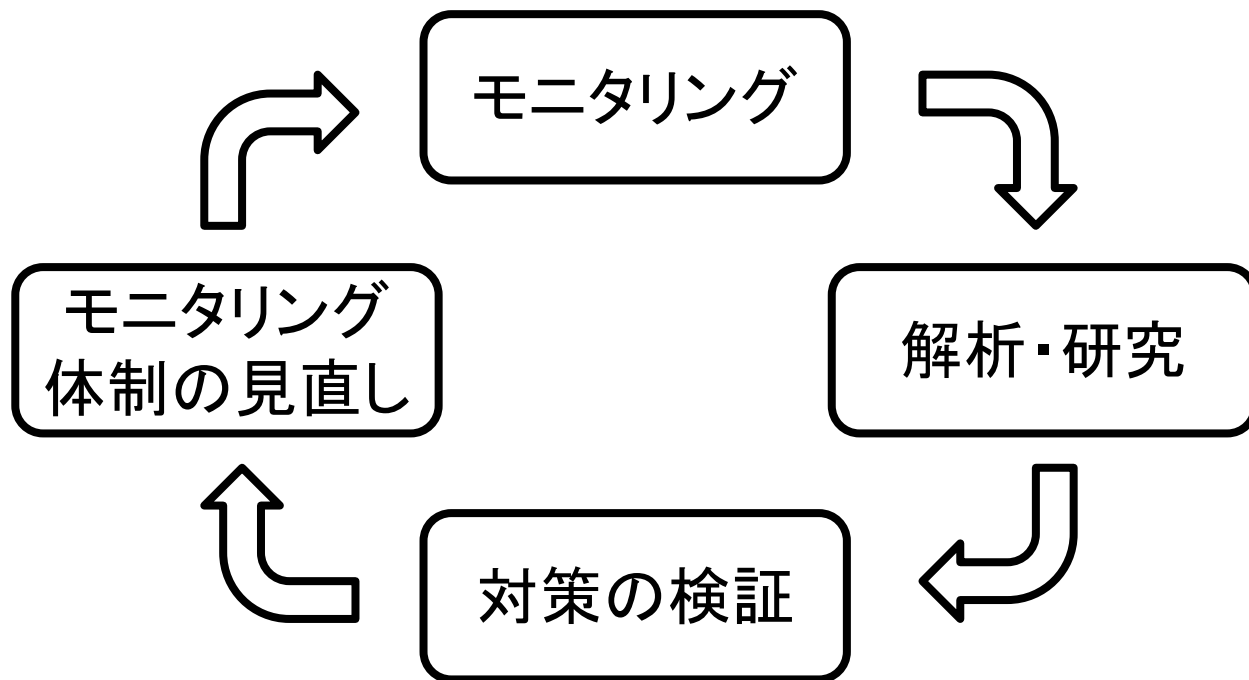 モニタリング
解析・研究
対策の検証
モニタリング
体制の見直し